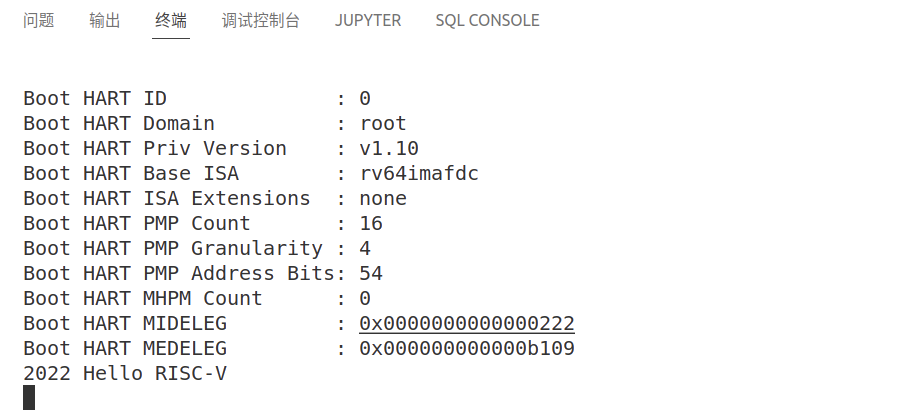 问题 输出 终端 调试控制台 JUPYTER SQL CONSOLE
Boot HART ID : 0
Boot HART Domain : root
Boot HART Priv Version : v1.10
Boot HART Base ISA : rv64imafdc
Boot HART ISA Extensions : none
Boot HART PMP Count : 16
Boot HART PMP Granularity : 4
Boot HART PMP Address Bits: 54
Boot HART MHPM Count : 0
Boot HART MIDELEG : 0x0000000000000222
Boot HART MEDELEG : 0x000000000000b109
2022 Hello RISC-V